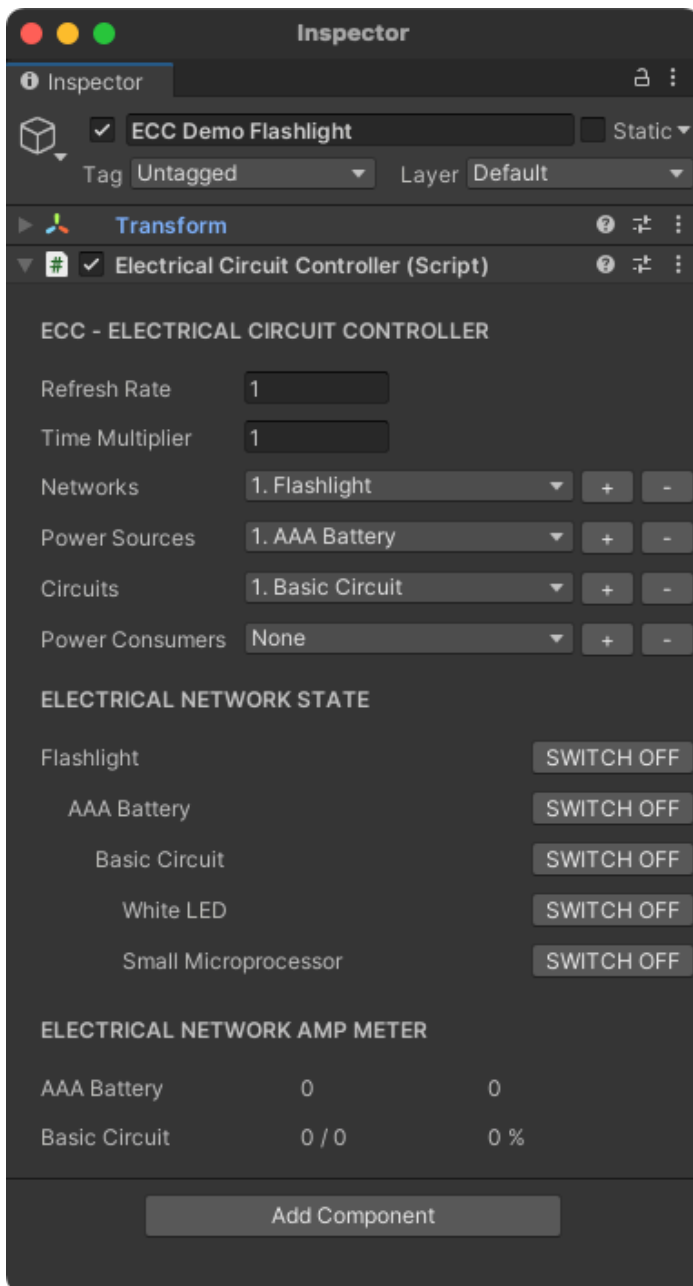 Inspector
Inspector
ECC Demo Flashlight Static
Tag Untagged Layer Default
Transform
# Electrical Circuit Controller (Script)
ECC - ELECTRICAL CIRCUIT CONTROLLER
Refresh Rate 1
Time Multiplier 1
Networks 1. Flashlight + -
Power Sources 1. AAA Battery + -
Circuits 1. Basic Circuit + -
Power Consumers None + -
ELECTRICAL NETWORK STATE
Flashlight SWITCH OFF
AAA Battery SWITCH OFF
Basic Circuit SWITCH OFF
White LED SWITCH OFF
Small Microprocessor SWITCH OFF
ELECTRICAL NETWORK AMP METER
AAA Battery 0 0
Basic Circuit 0 / 0 0 %
Add Component